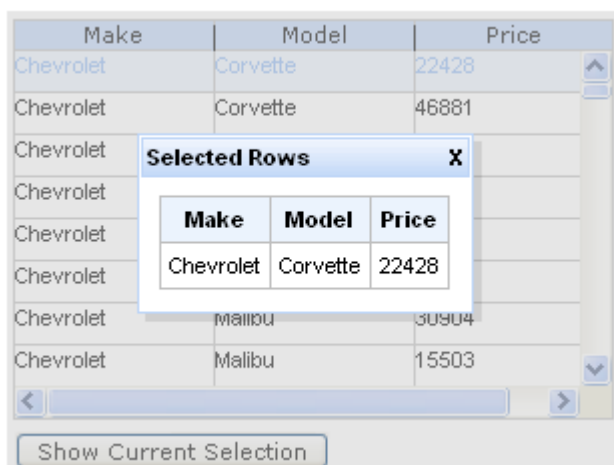 Make Model Price
Chevrolet Corvette 22428
Chevrolet Corvette 46881
Chevrolet
Selected Rows X
Chevrolet
Make Model Price
Chevrolet
Chevrolet Corvette 22428
Chevrolet
Chevrolet Malibu 30904
Chevrolet Malibu 15503
Show Current Selection